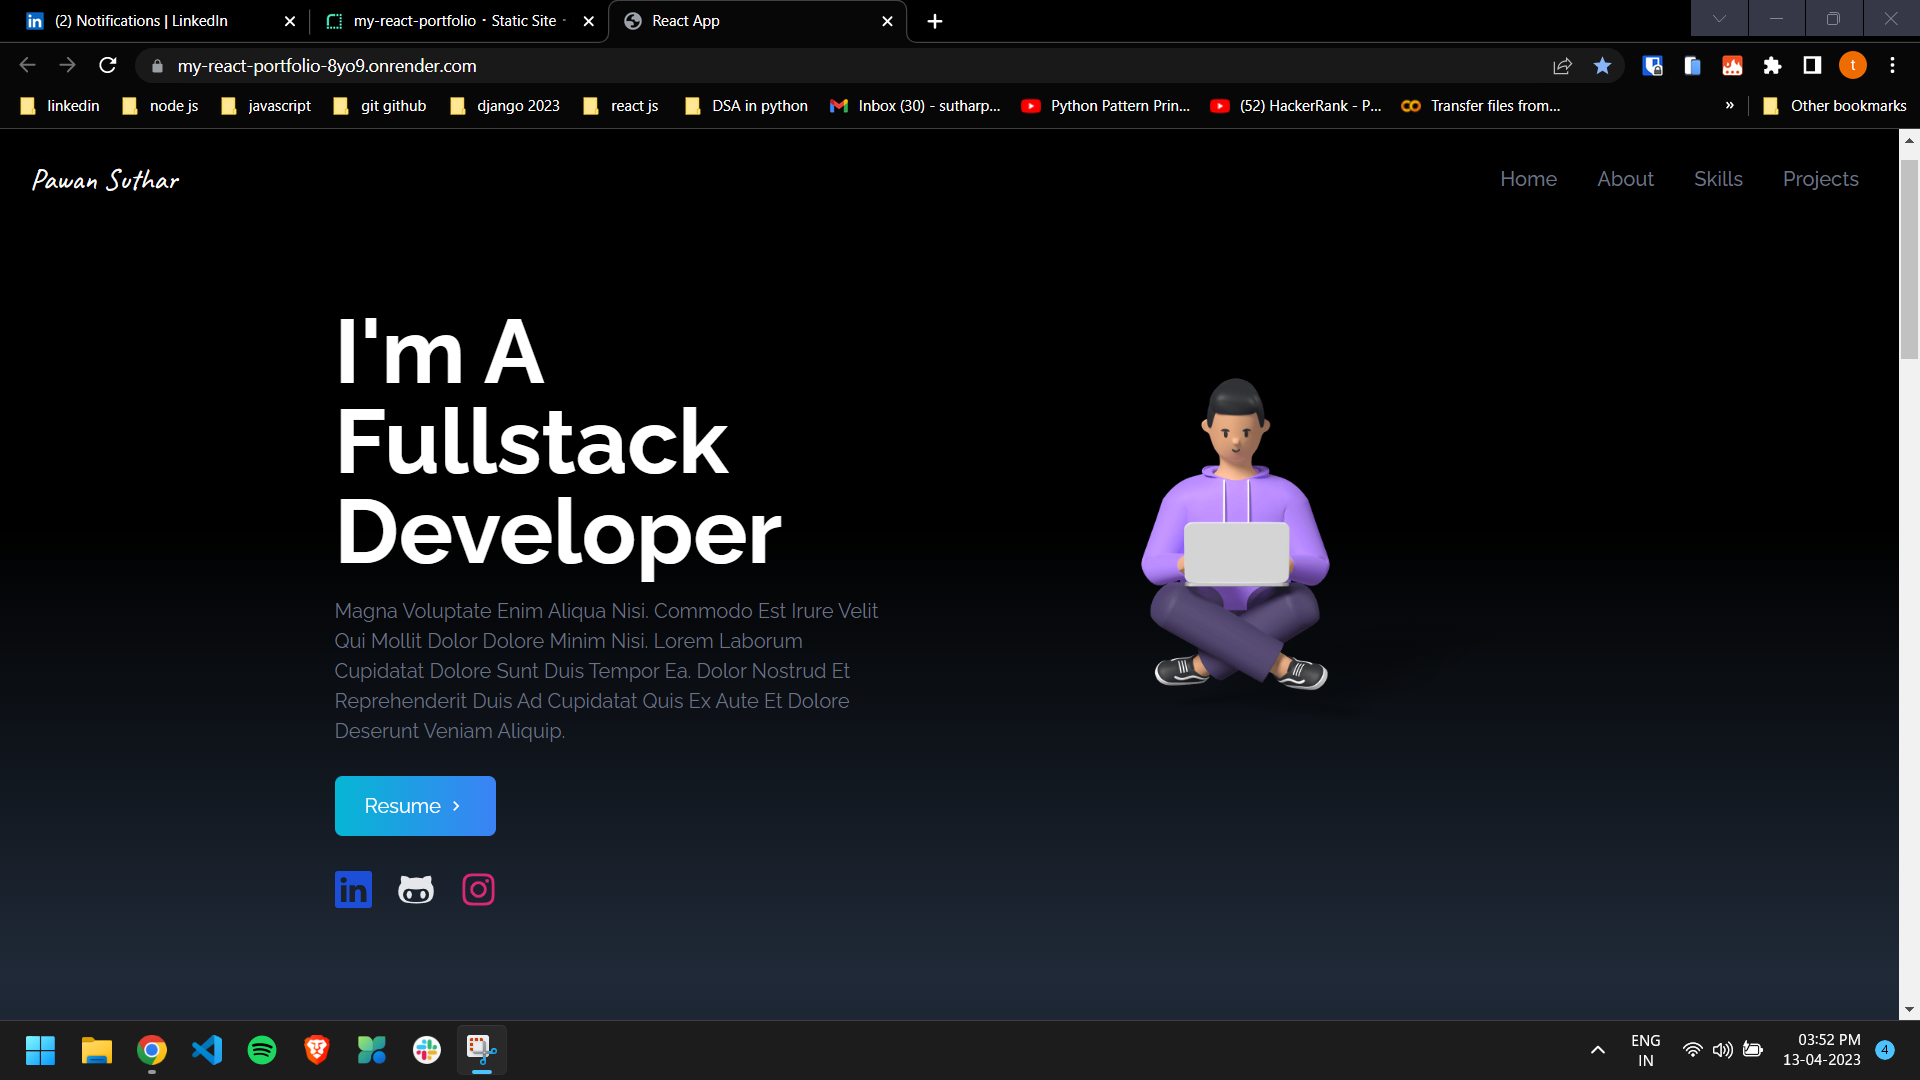 (2) Notifications | LinkedIn
my-react-portfolio · Static Site ·
React App
my-react-portfolio-8yo9.onrender.com
t
linkedin
node js
javascript
git github
django 2023
react js
DSA in python
Inbox (30) - sutharp...
Python Pattern Prin...
(52) HackerRank - P...
Transfer files from...
»
Other bookmarks
Pawan Suthar
Home
About
Skills
Projects
I'm A
Fullstack
Developer
Magna Voluptate Enim Aliqua Nisi. Commodo Est Irure Velit
Qui Mollit Dolor Dolore Minim Nisi. Lorem Laborum
Cupidatat Dolore Sunt Duis Tempor Ea. Dolor Nostrud Et
Reprehenderit Duis Ad Cupidatat Quis Ex Aute Et Dolore
Deserunt Veniam Aliquip.
Resume
in
ENG
IN
03:52 PM
13-04-2023
4